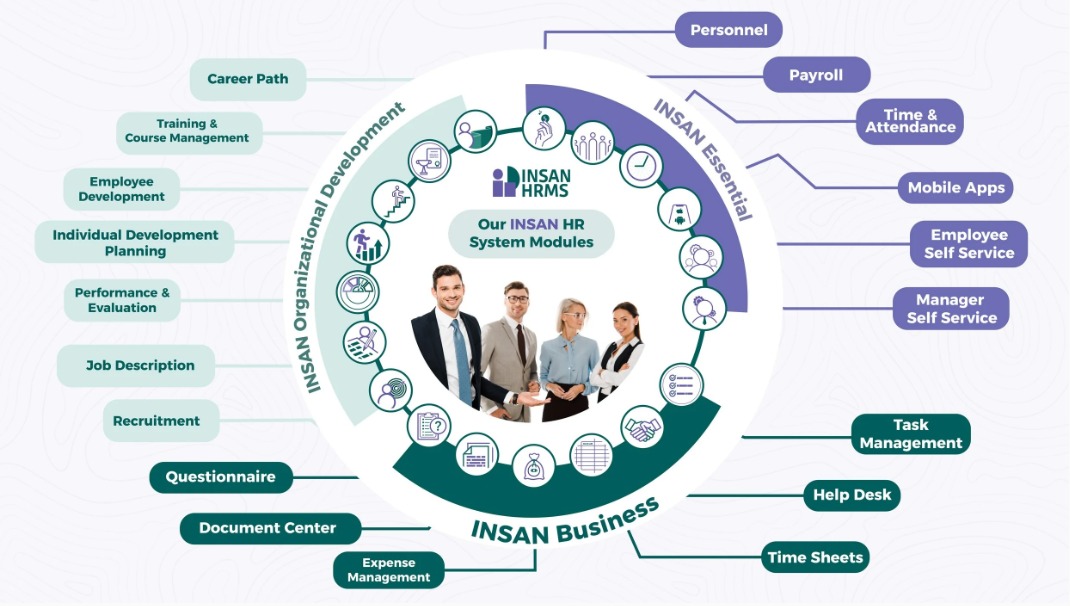 Personnel
Payroll
Time &
Attendance
Mobile Apps
Employee
Self Service
Manager
Self Service
Task
Management
Help Desk
Time Sheets
Expense
Management
Document Center
Questionnaire
Recruitment
Job Description
Performance &
Evaluation
Individual Development
Planning
Employee
Development
Training &
Course Management
Career Path
INSAN Organizational Development
INSAN Essential
INSAN Business
INSAN
HRMS
Our INSAN HR
System Modules